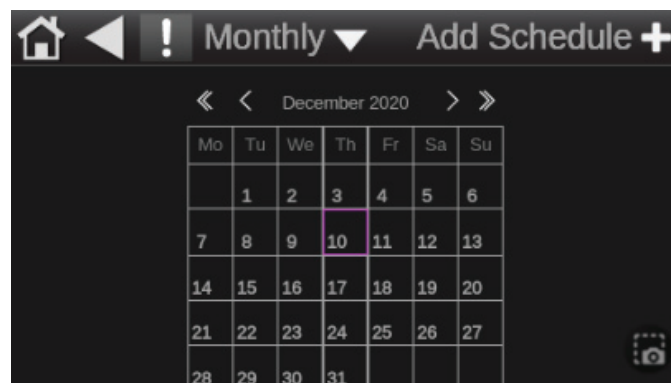 ! Monthly Add Schedule +
December 2020
Mo Tu We Th Fr Sa Su
1 2 3 4 5 6
7 8 9 10 11 12 13
14 15 16 17 18 19 20
21 22 23 24 25 26 27
28 29 30 31